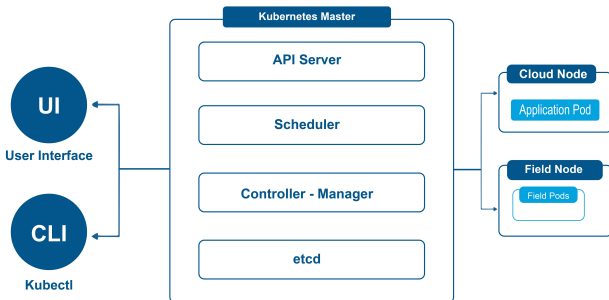 Kubernetes Master
API Server
Scheduler
Controller - Manager
etcd
UI
User Interface
CLI
Kubectl
Cloud Node
Application Pod
Field Node
Field Pods